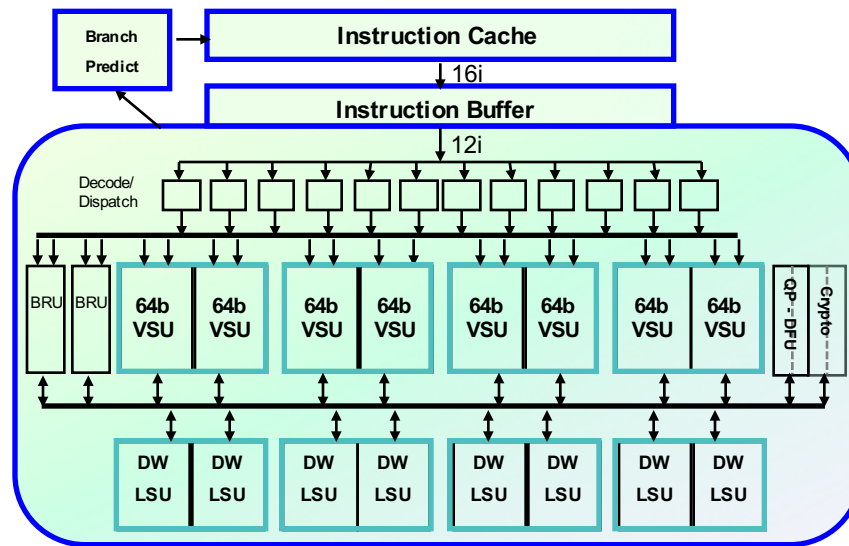 Branch
Predict
Instruction Cache
16i
Instruction Buffer
12i
Decode/
Dispatch
BRU
BRU
64b
VSU
64b
VSU
64b
VSU
64b
VSU
64b
VSU
64b
VSU
64b
VSU
64b
VSU
QP - DFU
Crypto
DW
LSU
DW
LSU
DW
LSU
DW
LSU
DW
LSU
DW
LSU
DW
LSU
DW
LSU